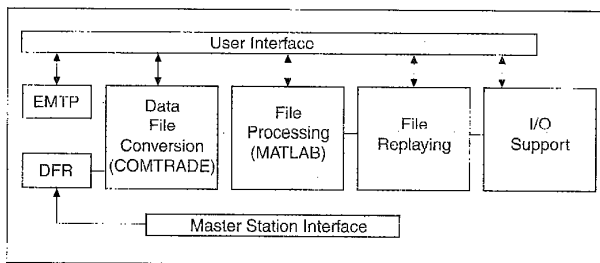 User Interface
EMTP
DFR
Data
File
Conversion
(COMTRADE)
File
Processing
(MATLAB)
File
Replaying
I/O
Support
Master Station Interface